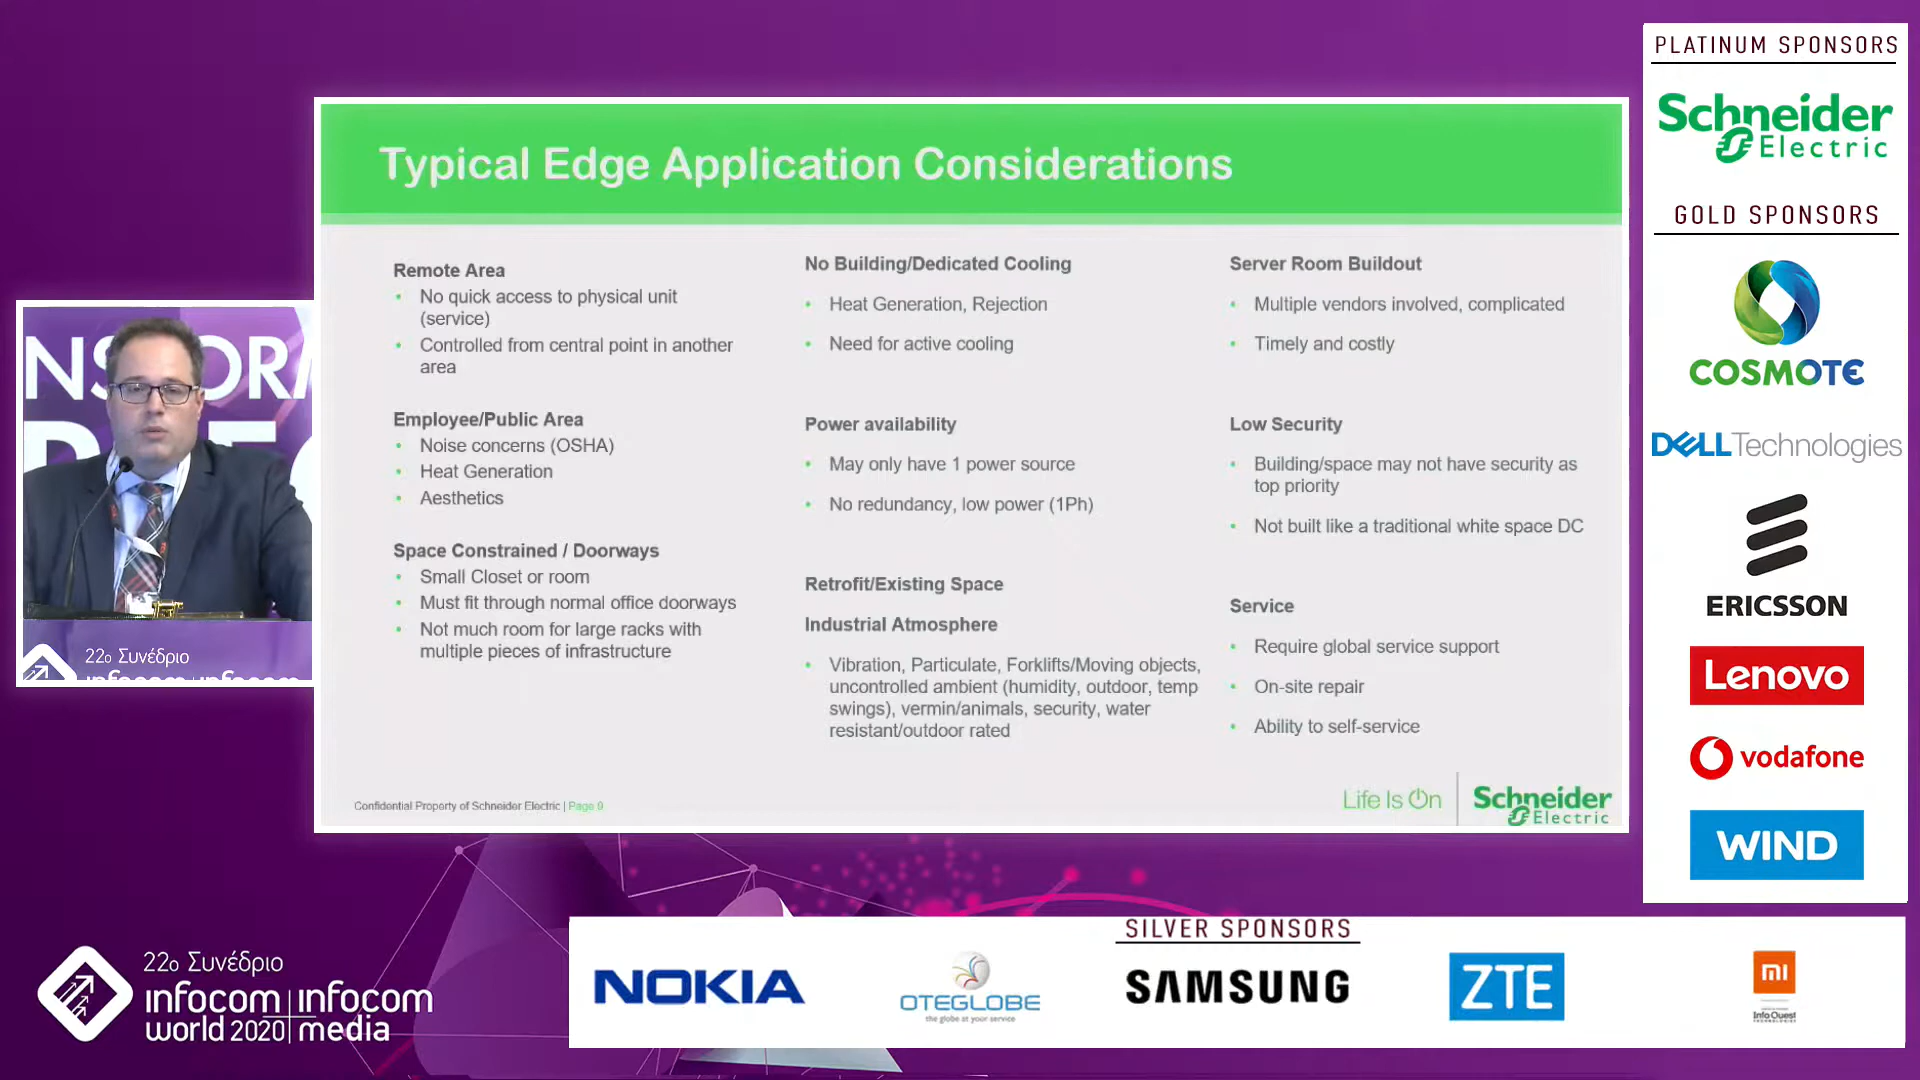 Typical Edge Application Considerations
Remote Area
• No quick access to physical unit
(service)
• Controlled from central point in another
area
Employee/Public Area
• Noise concerns (OSHA)
• Heat Generation
• Aesthetics
Space Constrained / Doorways
• Small Closet or room
• Must fit through normal office doorways
• Not much room for large racks with
multiple pieces of infrastructure
No Building/Dedicated Cooling
• Heat Generation, Rejection
• Need for active cooling
Power availability
• May only have 1 power source
• No redundancy, low power (1Ph)
Retrofit/Existing Space
Industrial Atmosphere
• Vibration, Particulate, Forklifts/Moving objects,
uncontrolled ambient (humidity, outdoor, temp
swings), vermin/animals, security, water
resistant/outdoor rated
Server Room Buildout
• Multiple vendors involved, complicated
• Timely and costly
Low Security
• Building/space may not have security as
top priority
• Not built like a traditional white space DC
Service
• Require global service support
• On-site repair
• Ability to self-service
Confidential Property of Schneider Electric | Page 9
Life Is On
Schneider
Electric
22ο Συνέδριο
PLATINUM SPONSORS
Schneider
Electric
GOLD SPONSORS
COSMOTE
DELL Technologies
ERICSSON
Lenovo
vodafone
WIND
SILVER SPONSORS
NOKIA
OTEGLOBE
the globe at your service
SAMSUNG
ZTE
mi
Info Quest
TECHNOLOGIES
22ο Συνέδριο
infocom | infocom
world 2020 | media